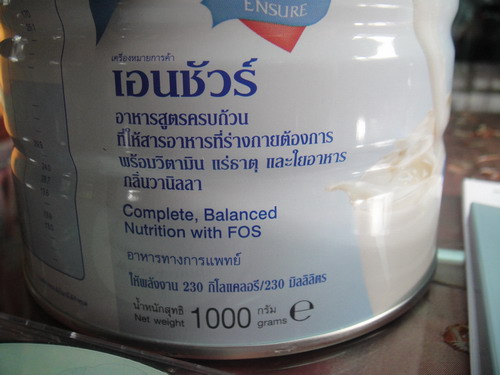 ENSURE
เครื่องหมายการค้า
เอนชัวร์
อาหารสูตรครบถ้วน
ที่ให้สารอาหารที่ร่างกายต้องการ
พร้อมวิตามิน แร่ธาตุ และใยอาหาร
กลิ่นวานิลลา
Complete, Balanced
Nutrition with FOS
อาหารทางการแพทย์
ให้พลังงาน 230 กิโลแคลอรี/230 มิลลิลิตร
น้ำหนักสุทธิ 1000 กรัม e
Net weight grams